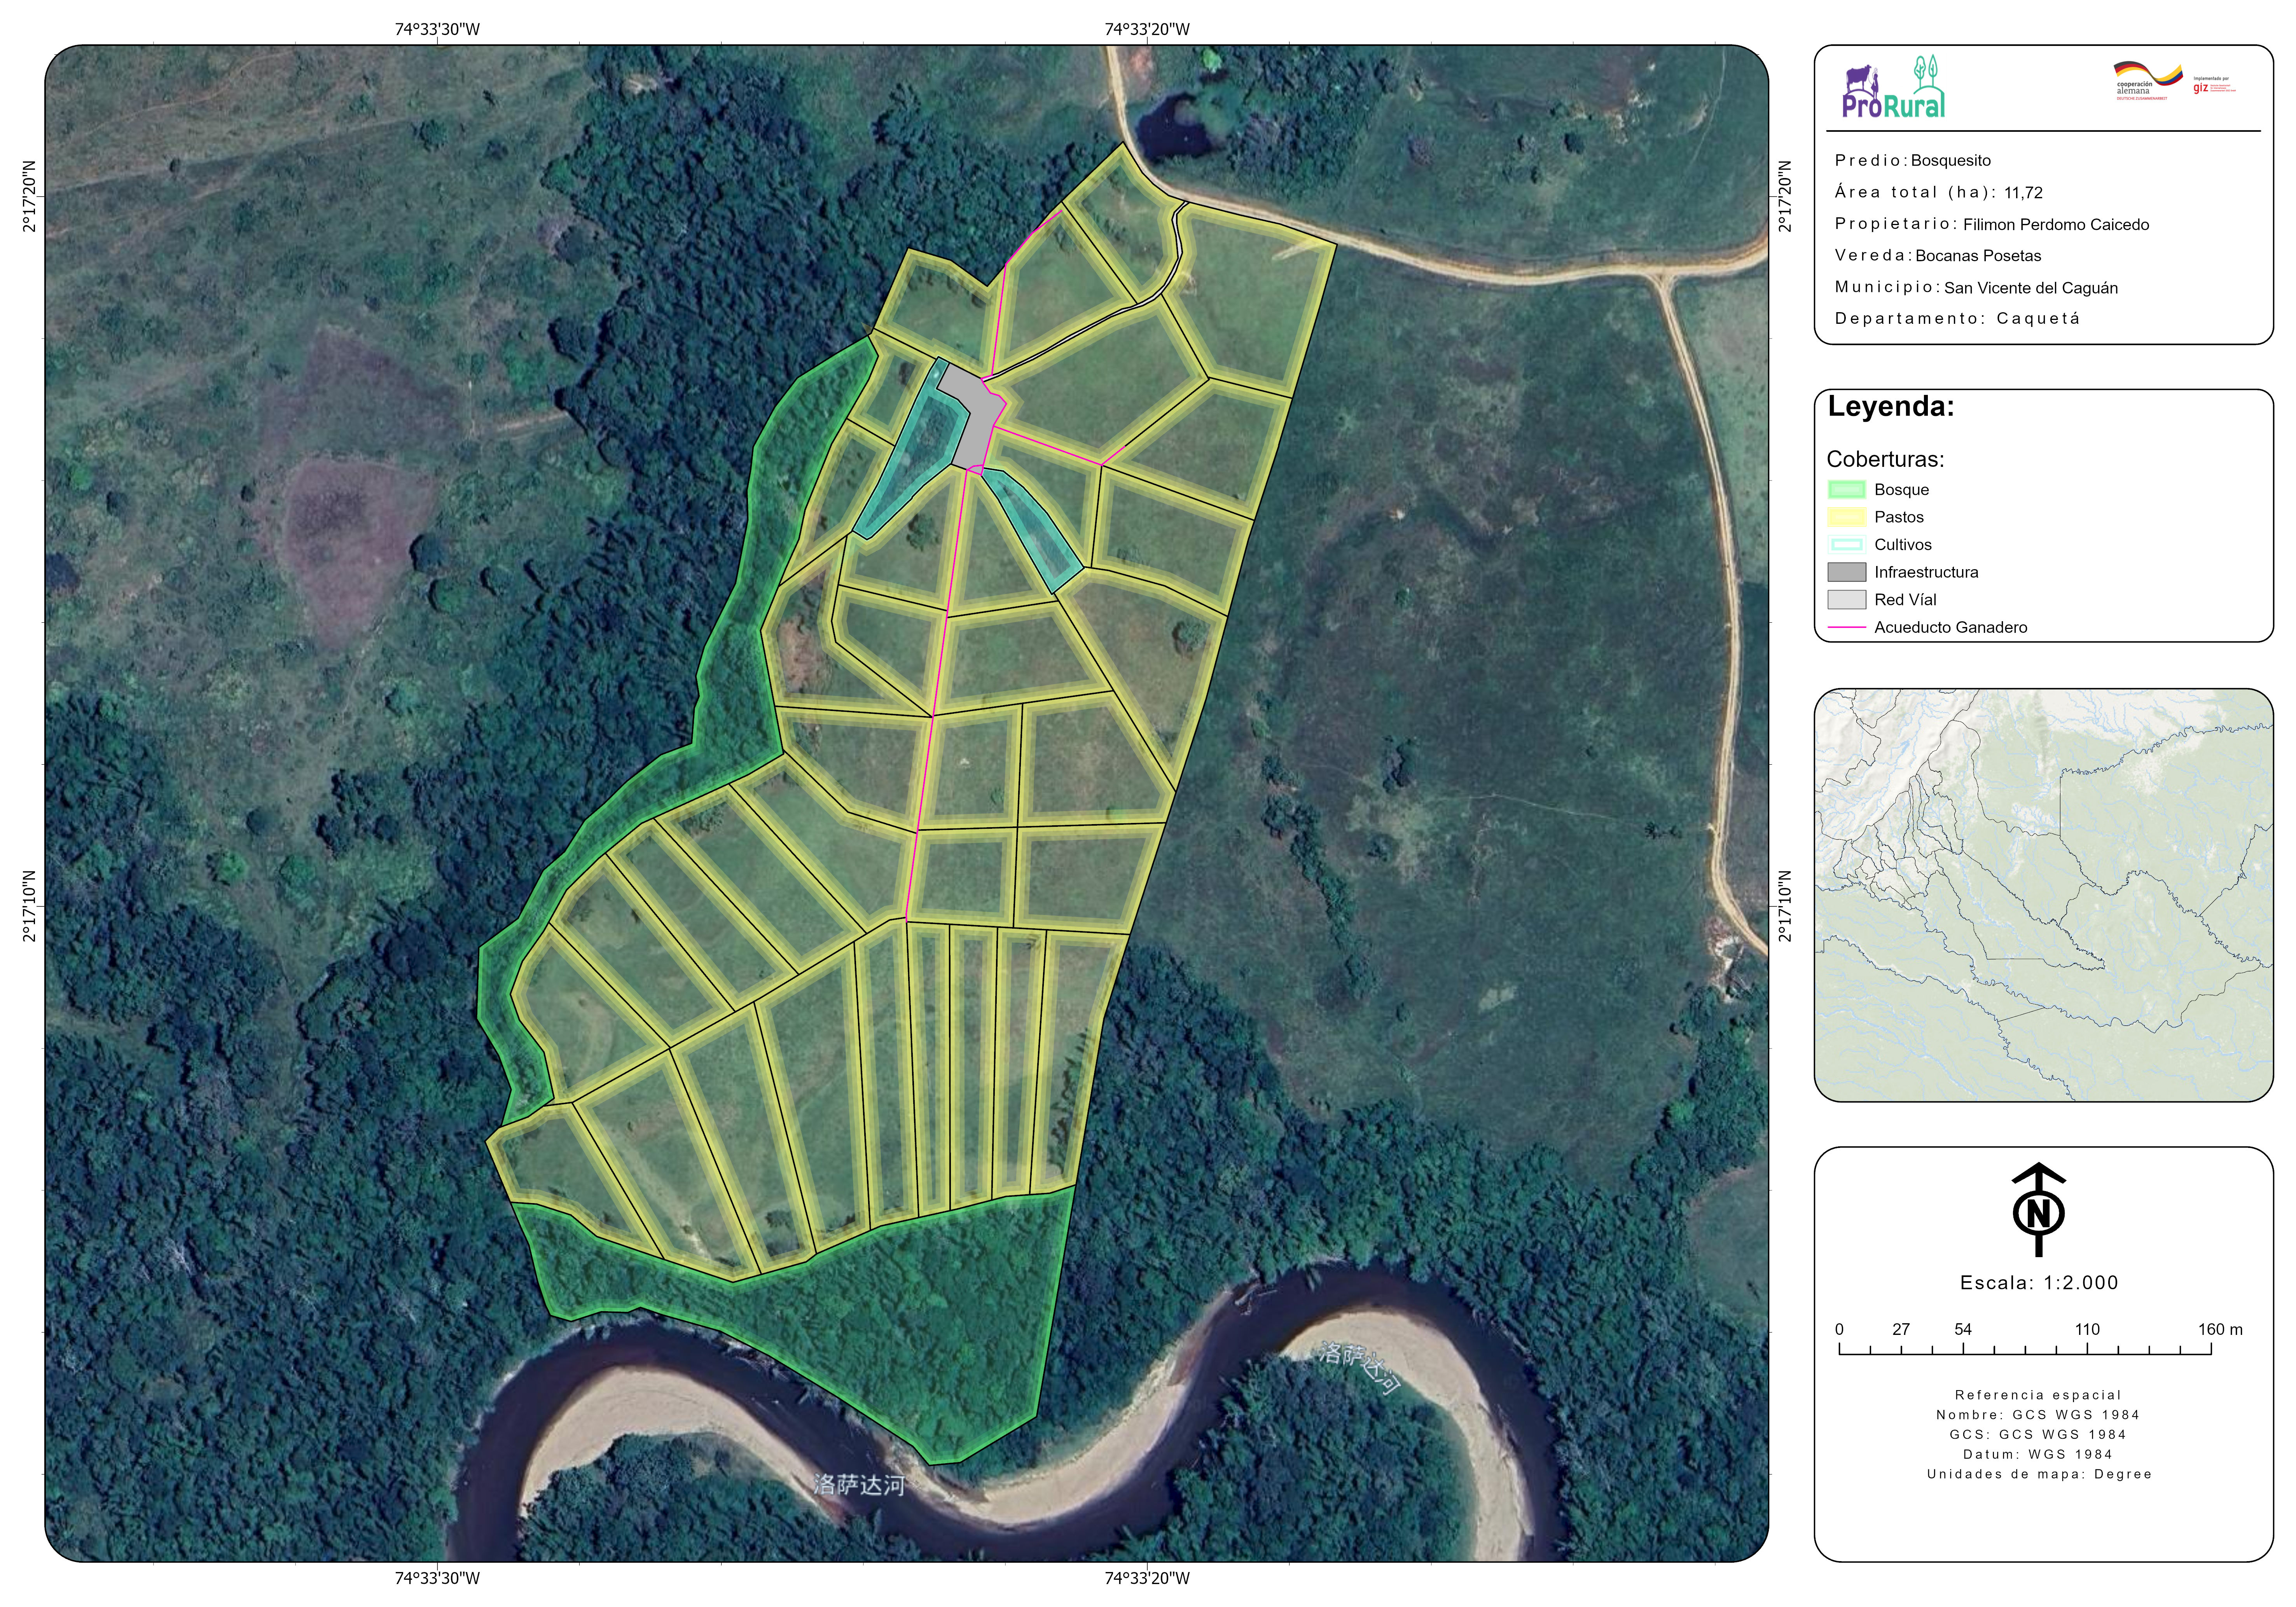 74°33'30"W
74°33'20"W
2°17'20"N
2°17'20"N
2°17'10"N
2°17'10"N
洛萨达河
洛萨达河
74°33'30"W
74°33'20"W
ProRural
cooperación
alemana
DEUTSCHE ZUSAMMENARBEIT
Implementada por
giz
Predio: Bosquesito
Área total (ha): 11,72
Propietario: Filimon Perdomo Caicedo
Vereda: Bocanas Posetas
Municipio: San Vicente del Caguán
Departamento: Caquetá
Leyenda:
Coberturas:
Bosque
Pastos
Cultivos
Infraestructura
Red Víal
Acueducto Ganadero
N
Escala: 1:2.000
0 27 54 110 160 m
Referencia espacial
Nombre: GCS WGS 1984
GCS: GCS WGS 1984
Datum: WGS 1984
Unidades de mapa: Degree